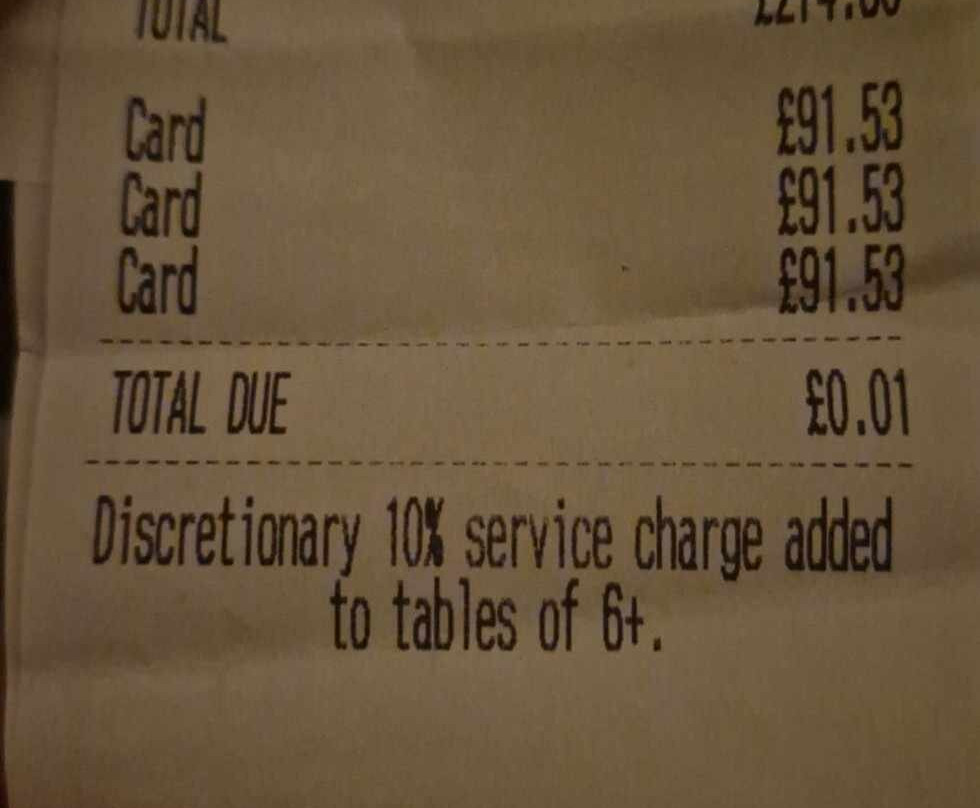 TOTAL
Card £91.53
Card £91.53
Card £91.53
TOTAL DUE £0.01
Discretionary 10% service charge added
to tables of 6+.